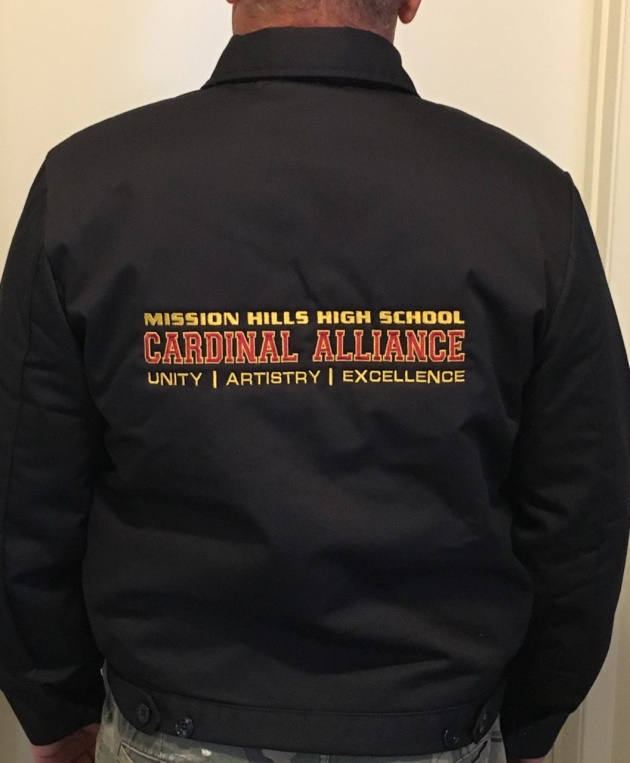 MISSION HILLS HIGH SCHOOL
CARDINAL ALLIANCE
UNITY | ARTISTRY | EXCELLENCE